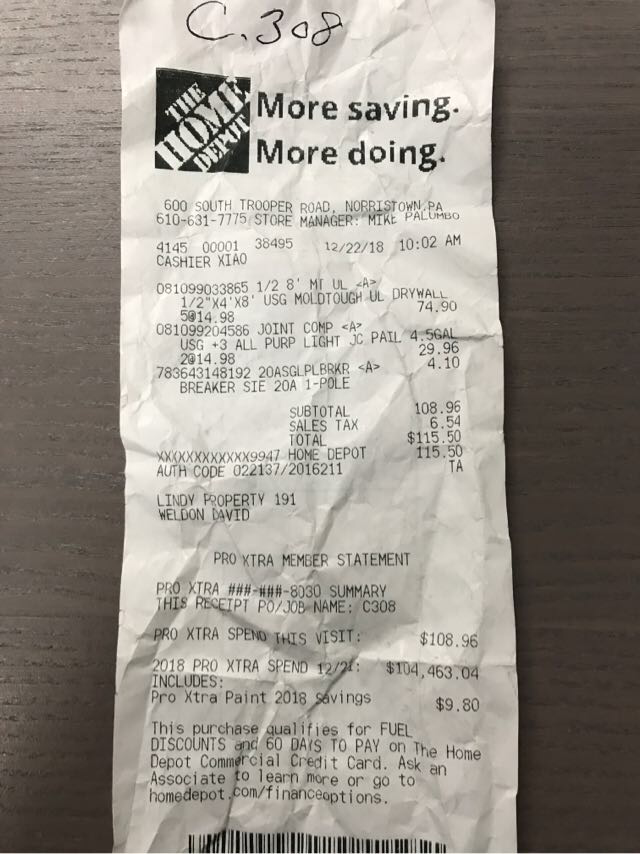 C.308
THE
HOME
DEPOT
More saving.
More doing.
600 SOUTH TROOPER ROAD, NORRISTOWN,PA
610-631-7775 STORE MANAGER: MIKE PALUMBO
4145 00001 38495 12/22/18 10:02 AM
CASHIER XIAO
081099033865 1/2 8' MT UL <A>
1/2"X4'X8' USG MOLDTOUGH UL DRYWALL
5@14.98 74.90
081099204586 JOINT COMP <A>
USG +3 ALL PURP LIGHT JC PAIL 4.5GAL
2@14.98 29.96
783643148192 20ASGLPLBRKR <A> 4.10
BREAKER SIE 20A 1-POLE
SUBTOTAL 108.96
SALES TAX 6.54
TOTAL $115.50
XXXXXXXXXXXX9947 HOME DEPOT 115.50
AUTH CODE 022137/2016211 TA
LINDY PROPERTY 191
WELDON DAVID
PRO XTRA MEMBER STATEMENT
PRO XTRA ###-###-8030 SUMMARY
THIS RECEIPT PO/JOB NAME: C308
PRO XTRA SPEND THIS VISIT: $108.96
2018 PRO XTRA SPEND 12/21: $104,463.04
INCLUDES:
Pro Xtra Paint 2018 Savings $9.80
This purchase qualifies for FUEL
DISCOUNTS and 60 DAYS TO PAY on The Home
Depot Commercial Credit Card. Ask an
Associate to learn more or go to
homedepot.com/financeoptions.